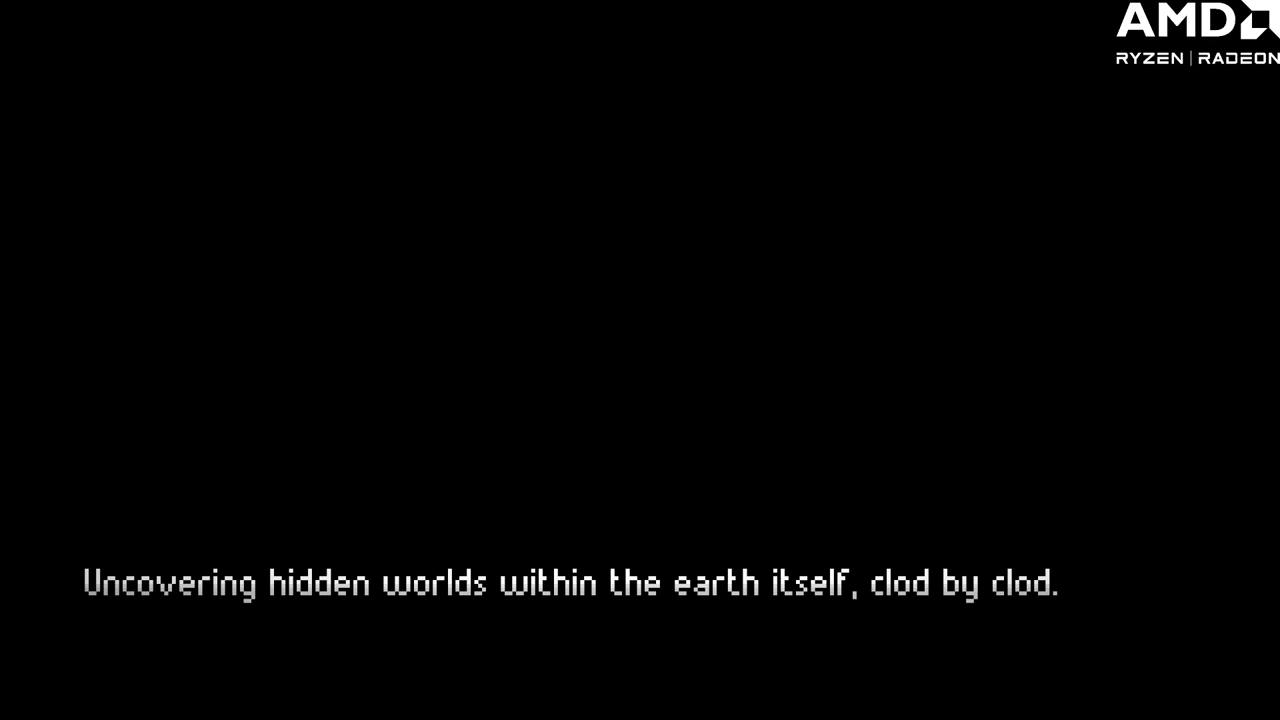 AMD
RYZEN | RADEON
Uncovering hidden worlds within the earth itself, clod by clod.